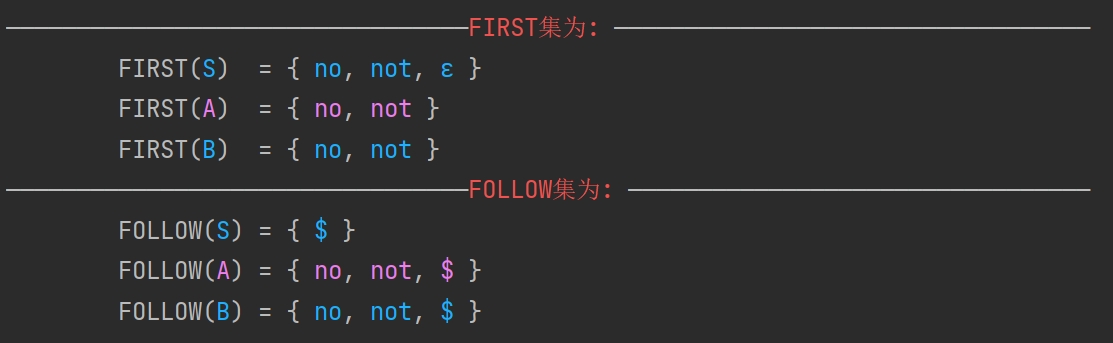 FIRST集为:
FIRST(S) = { no, not, ε }
FIRST(A) = { no, not }
FIRST(B) = { no, not }
FOLLOW集为:
FOLLOW(S) = { $ }
FOLLOW(A) = { no, not, $ }
FOLLOW(B) = { no, not, $ }